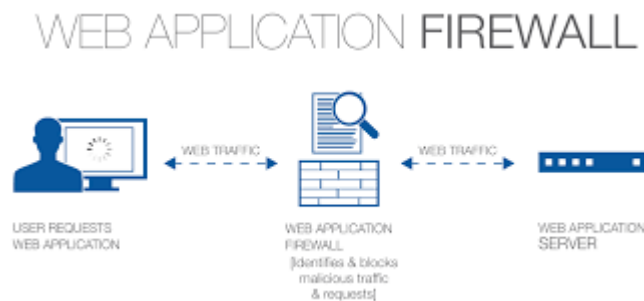 WEB APPLICATION FIREWALL
WEB TRAFFIC
WEB TRAFFIC
USER REQUESTS
WEB APPLICATION
WEB APPLICATION
FIREWALL
[Identifies & blocks
malicious traffic
& requests]
WEB APPLICATION
SERVER